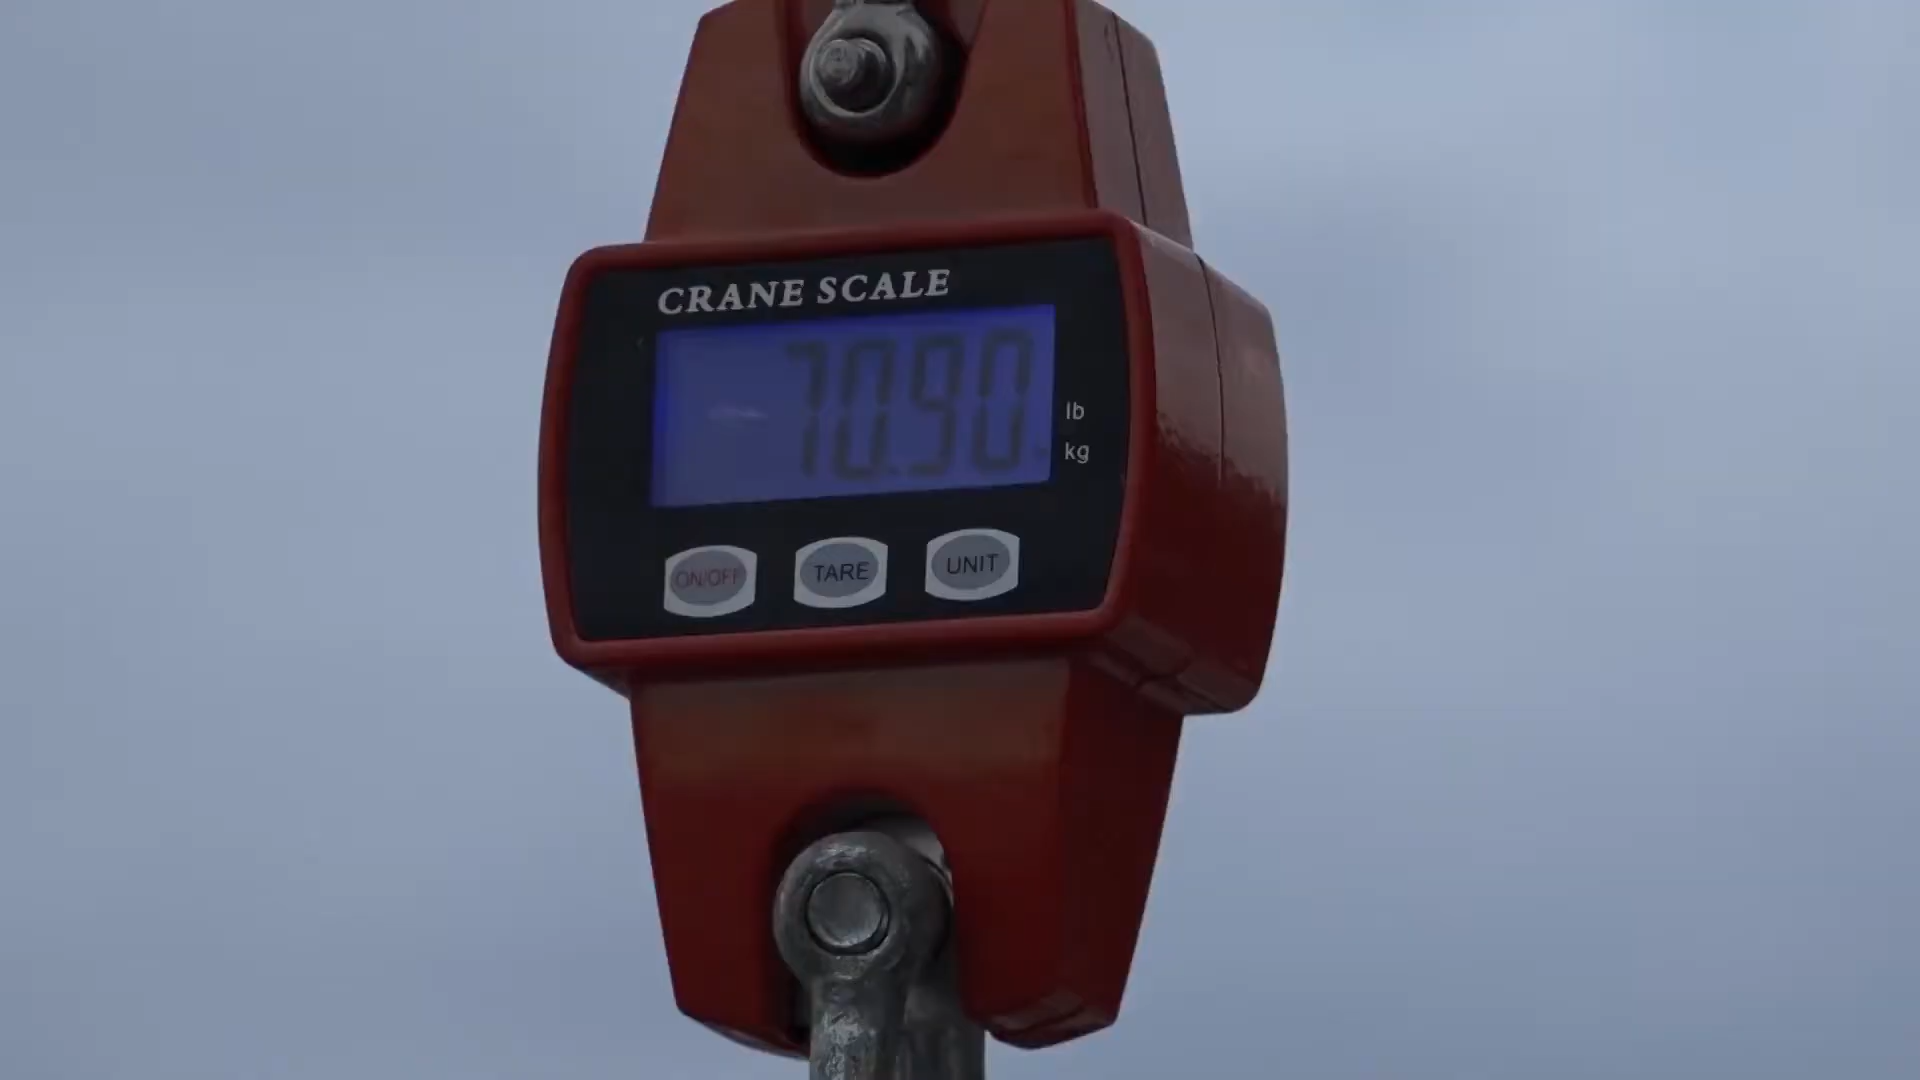 CRANE SCALE
70.90
lb
kg
ON/OFF TARE UNIT